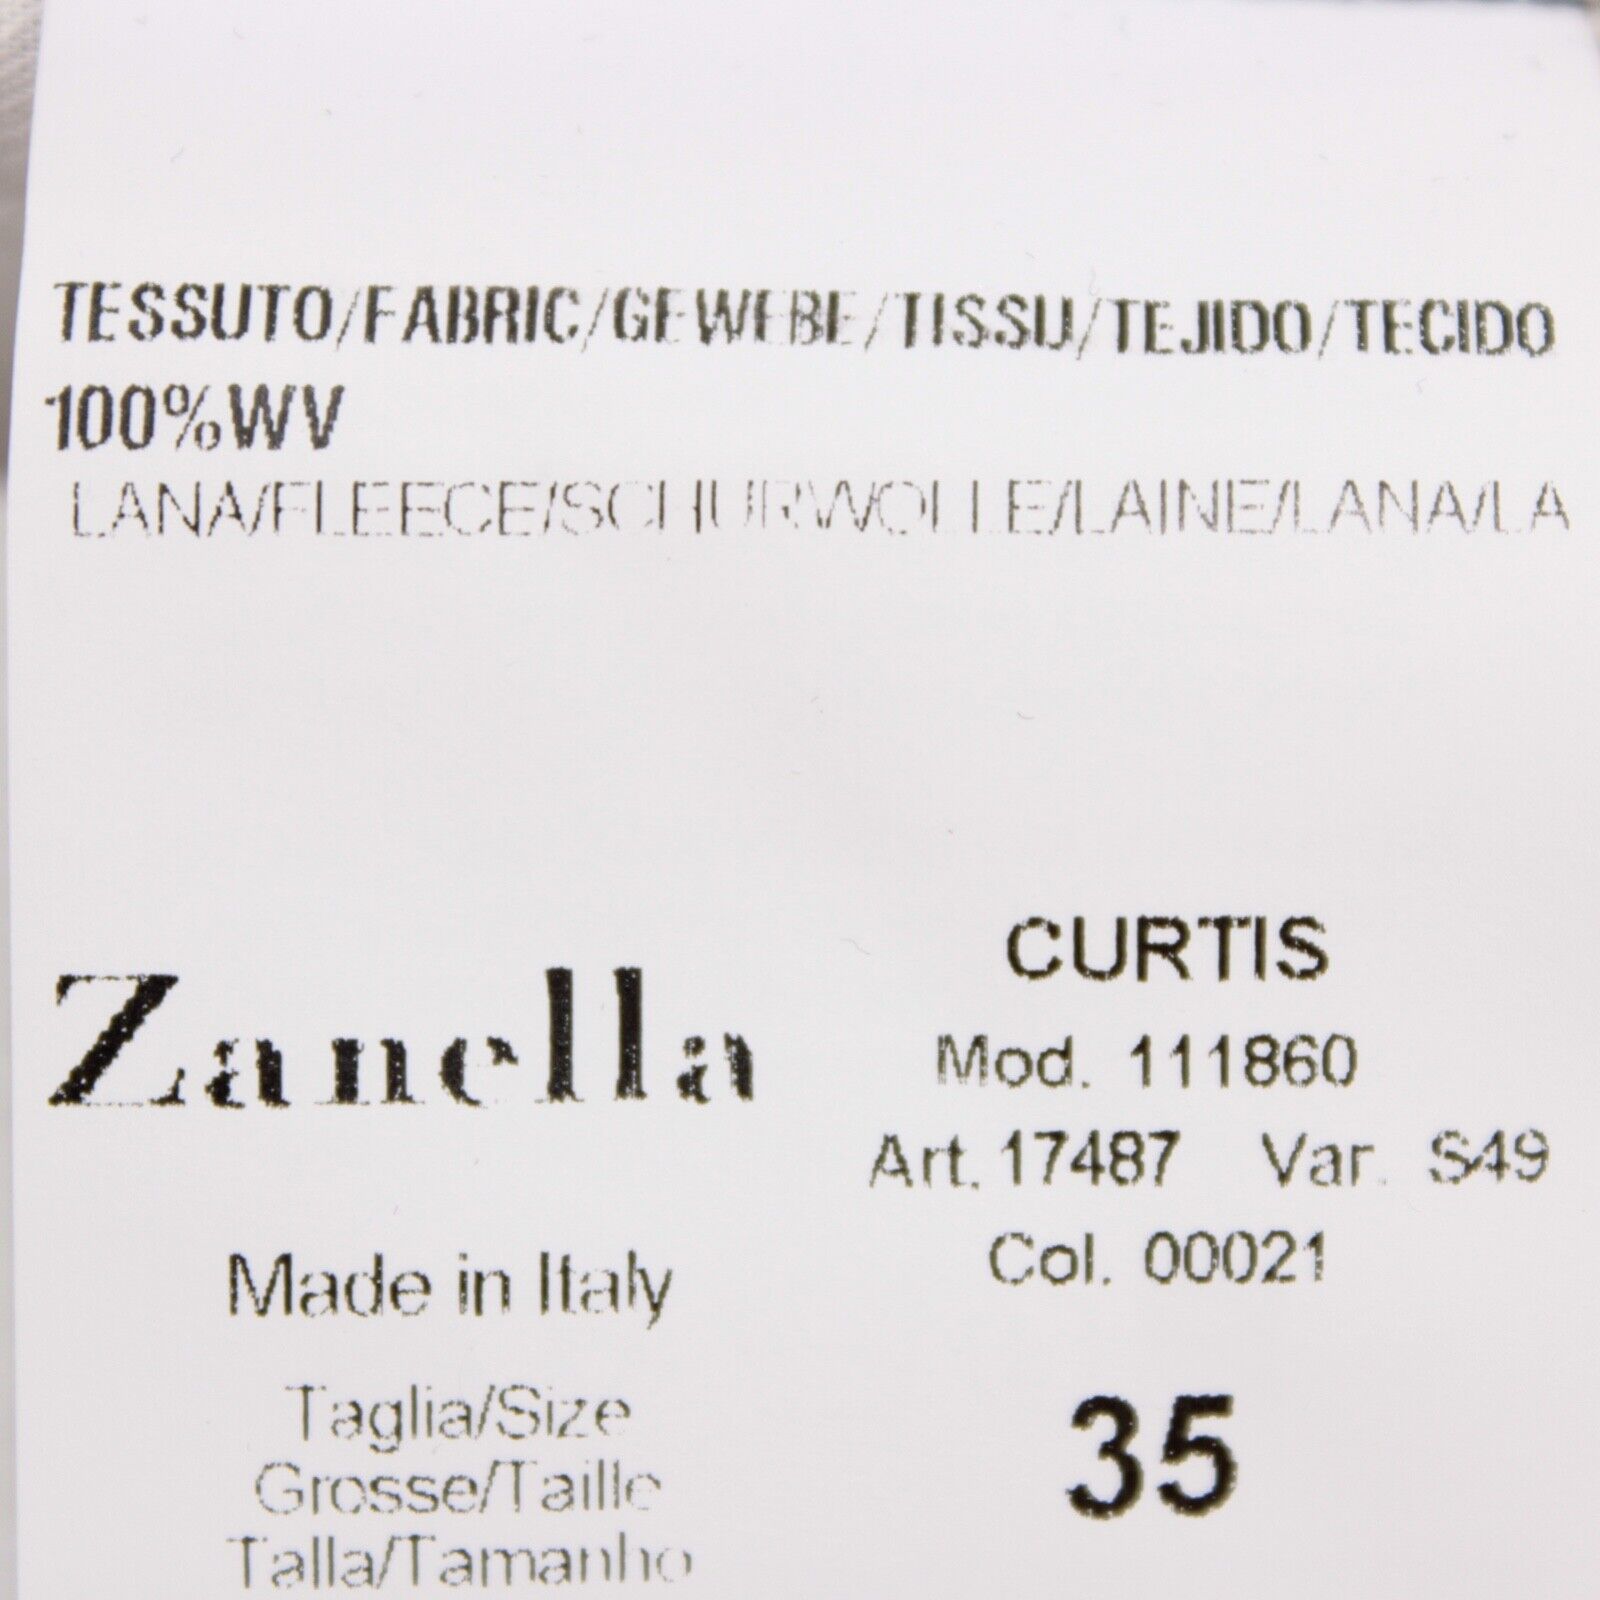 TESSUTO/FABRIC/GEWEBE/TISSU/TEJIDO/TECIDO
100%WV
LANA/FLEECE/SCHURWOLLE/LAINE/LANA/LA
Zanella
Made in Italy
Taglia/Size
Grosse/Taille
Talla/Tamanho
CURTIS
Mod. 111860
Art. 17487 Var. S49
Col. 00021
35